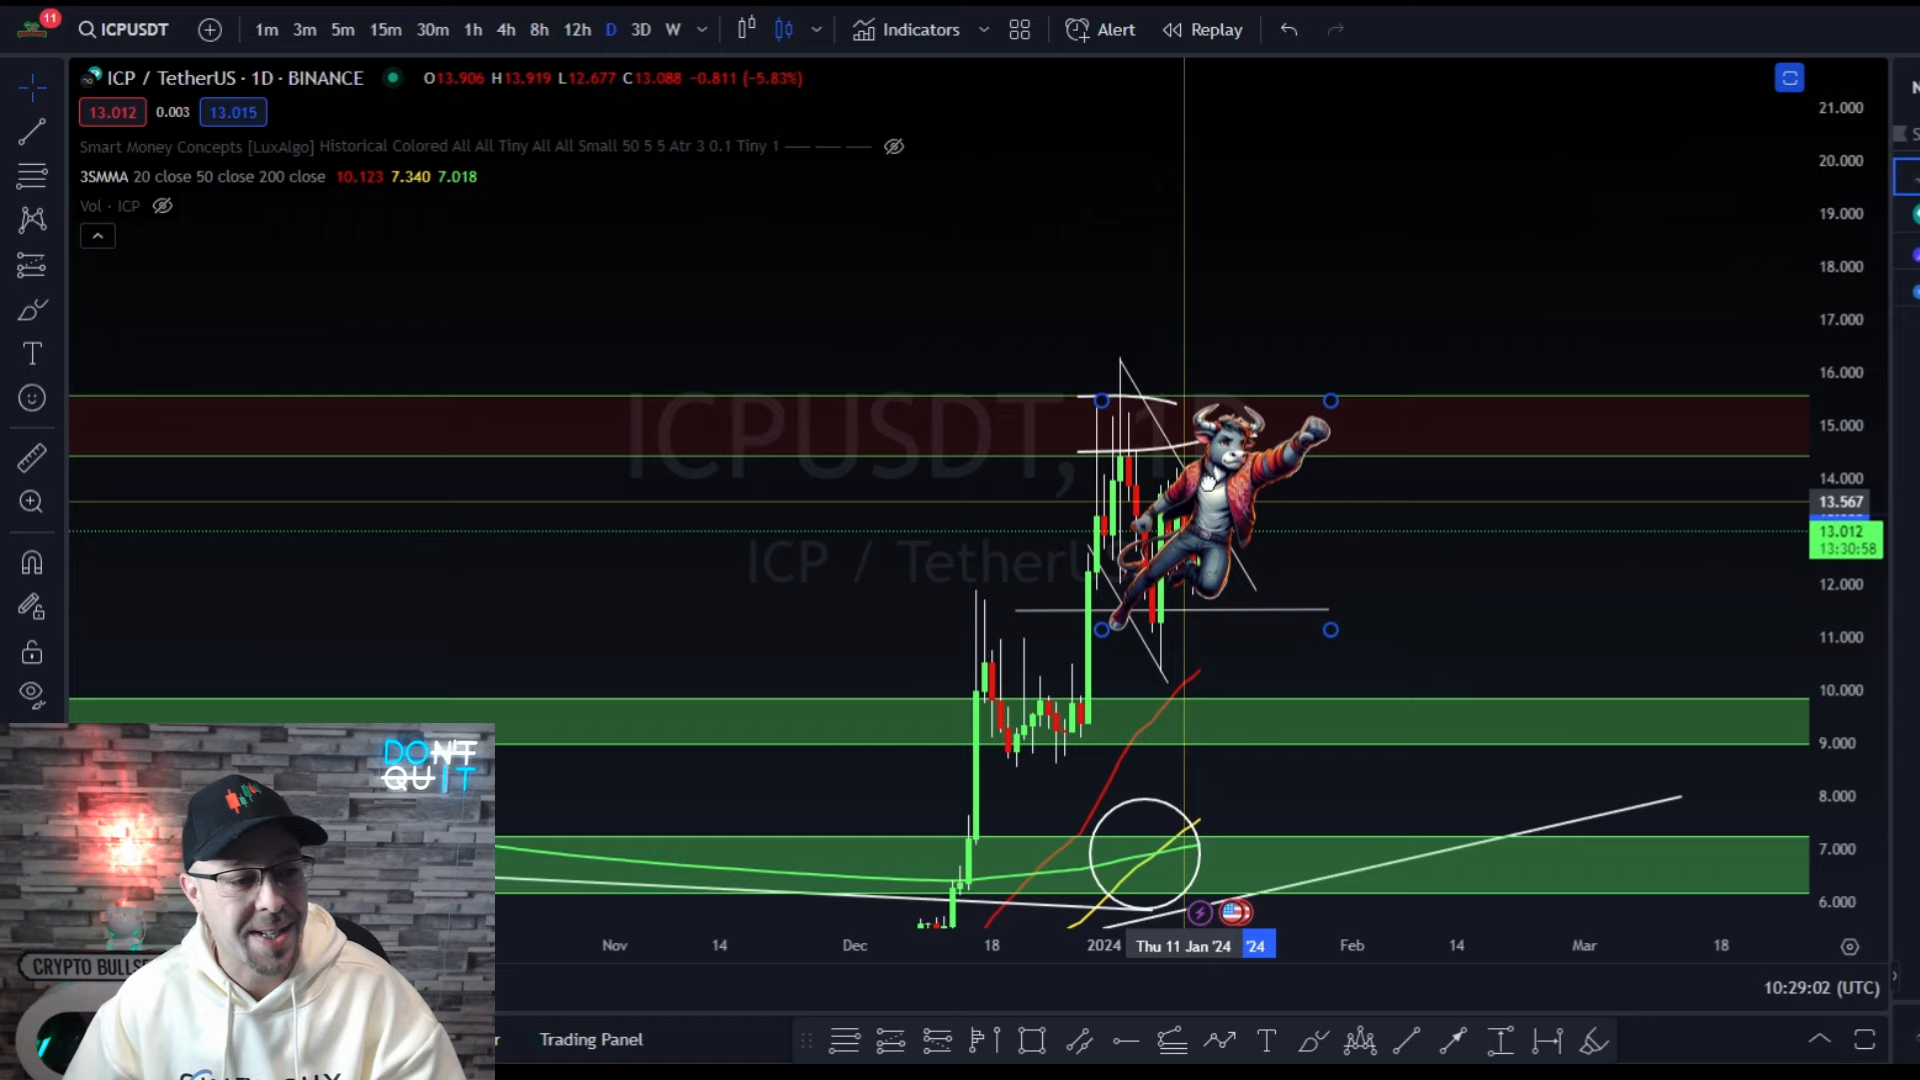 11
ICPUSDT 1m 3m 5m 15m 30m 1h 4h 8h 12h D 3D W Indicators Alert Replay
ICP / TetherUS · 1D · BINANCE O13.906 H13.919 L12.677 C13.088 -0.811 (-5.83%)
13.012 0.003 13.015
Smart Money Concepts [LuxAlgo] Historical Colored All All Tiny All All Small 50 5 5 Atr 3 0.1 Tiny 1
3SMMA 20 close 50 close 200 close 10.123 7.340 7.018
Vol · ICP
21.000
20.000
19.000
18.000
17.000
16.000
15.000
14.000
13.567
13.012
13:30:58
12.000
11.000
10.000
9.000
8.000
7.000
6.000
ICPUSDT, 1D
ICP / TetherU
Nov 14 Dec 18 2024 Thu 11 Jan '24 '24 Feb 14 Mar 18
10:29:02 (UTC)
Trading Panel
DON'T
QUIT
CRYPTO BULLS